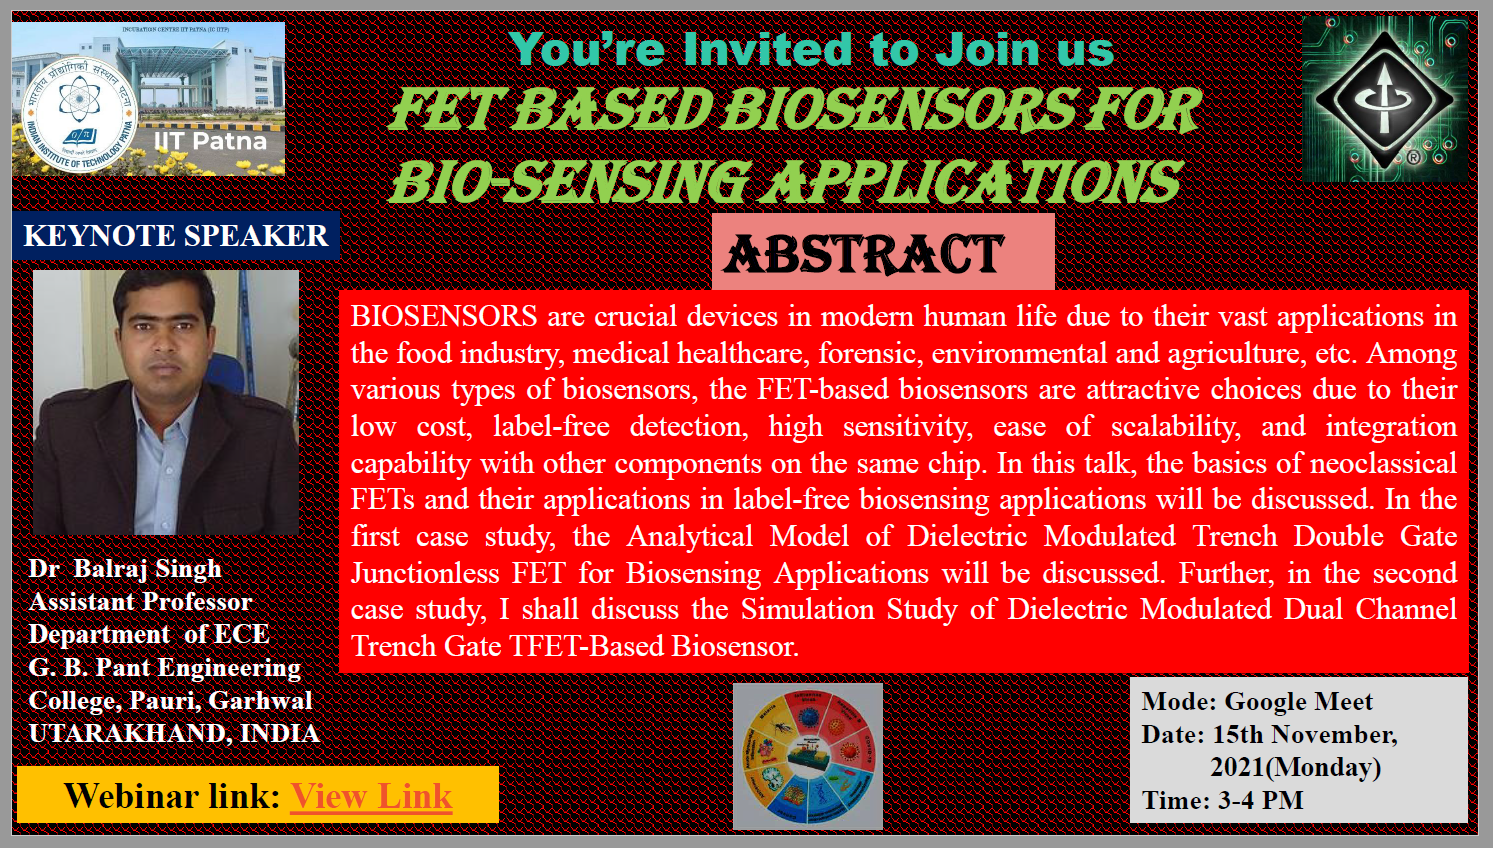 INCUBATION CENTRE IIT PATNA (IC IITP)
भारतीय प्रौद्योगिकी संस्थान पटना
INDIAN INSTITUTE OF TECHNOLOGY PATNA
IIT Patna
You're Invited to Join us
FET BASED BIOSENSORS FOR
BIO-SENSING APPLICATIONS
®
KEYNOTE SPEAKER
Dr Balraj Singh
Assistant Professor
Department of ECE
G. B. Pant Engineering
College, Pauri, Garhwal
UTARAKHAND, INDIA
ABSTRACT
BIOSENSORS are crucial devices in modern human life due to their vast applications in
the food industry, medical healthcare, forensic, environmental and agriculture, etc. Among
various types of biosensors, the FET-based biosensors are attractive choices due to their
low cost, label-free detection, high sensitivity, ease of scalability, and integration
capability with other components on the same chip. In this talk, the basics of neoclassical
FETs and their applications in label-free biosensing applications will be discussed. In the
first case study, the Analytical Model of Dielectric Modulated Trench Double Gate
Junctionless FET for Biosensing Applications will be discussed. Further, in the second
case study, I shall discuss the Simulation Study of Dielectric Modulated Dual Channel
Trench Gate TFET-Based Biosensor.
Webinar link: View Link
Malaria
COVID-19
Mode: Google Meet
Date: 15th November,
2021(Monday)
Time: 3-4 PM